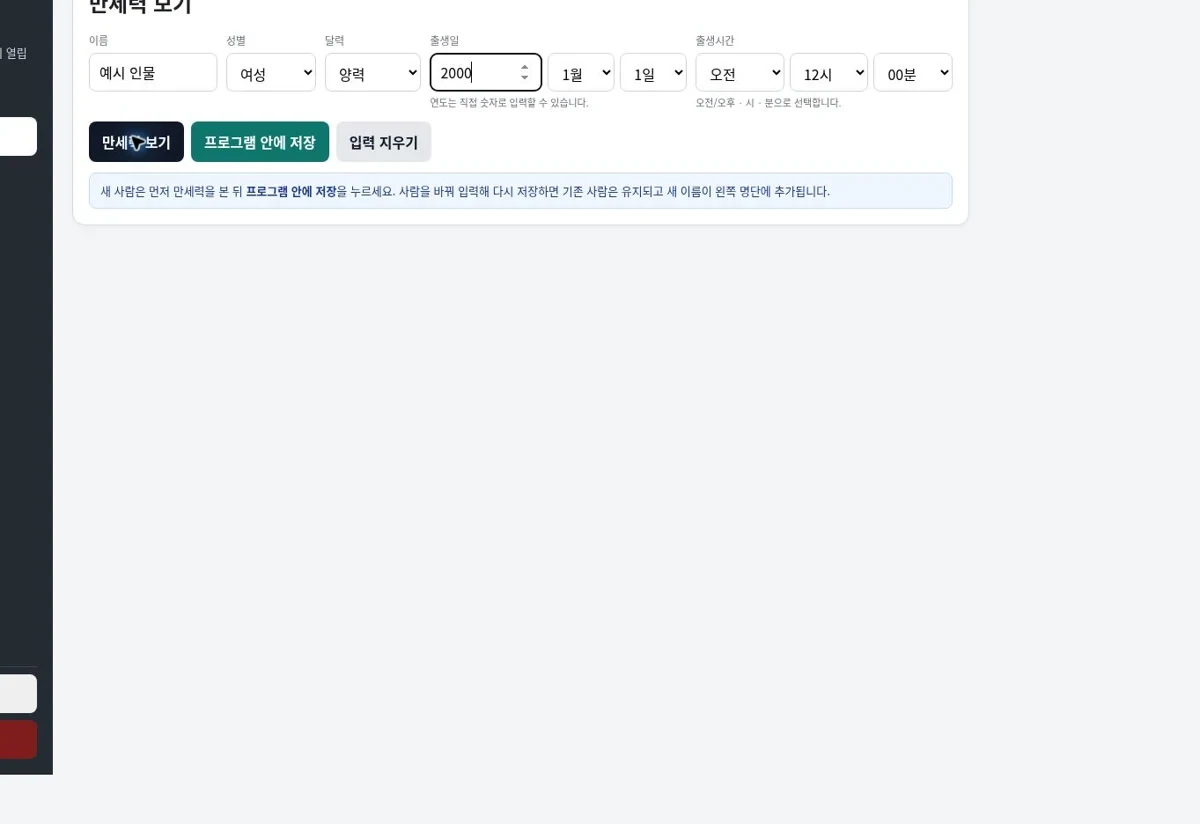 만세력 보기
이름 성별 달력 출생일 출생시간
예시 인물 여성 양력 2000 1월 1일 오전 12시 00분
연도는 직접 숫자로 입력할 수 있습니다. 오전/오후 · 시 · 분으로 선택합니다.
만세력 보기 프로그램 안에 저장 입력 지우기
새 사람은 먼저 만세력을 본 뒤 프로그램 안에 저장을 누르세요. 사람을 바꿔 입력해 다시 저장하면 기존 사람은 유지되고 새 이름이 왼쪽 명단에 추가됩니다.
열립